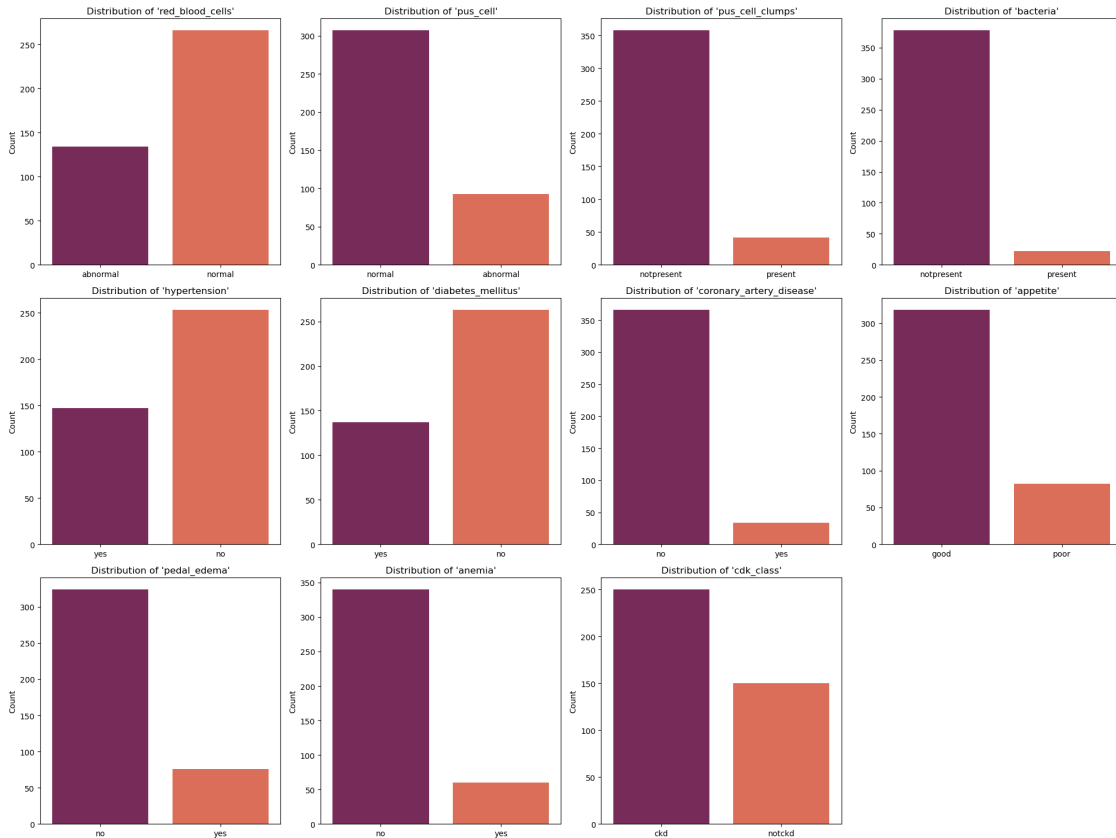 Distribution of 'red_blood_cells'
Count
250
200
150
100
50
0
abnormal normal
Distribution of 'pus_cell'
Count
300
250
200
150
100
50
0
normal abnormal
Distribution of 'pus_cell_clumps'
Count
350
300
250
200
150
100
50
0
notpresent present
Distribution of 'bacteria'
Count
350
300
250
200
150
100
50
0
notpresent present
Distribution of 'hypertension'
Count
250
200
150
100
50
0
yes no
Distribution of 'diabetes_mellitus'
Count
250
200
150
100
50
0
yes no
Distribution of 'coronary_artery_disease'
Count
350
300
250
200
150
100
50
0
no yes
Distribution of 'appetite'
Count
300
250
200
150
100
50
0
good poor
Distribution of 'pedal_edema'
Count
300
250
200
150
100
50
0
no yes
Distribution of 'anemia'
Count
350
300
250
200
150
100
50
0
no yes
Distribution of 'cdk_class'
Count
250
200
150
100
50
0
ckd notckd